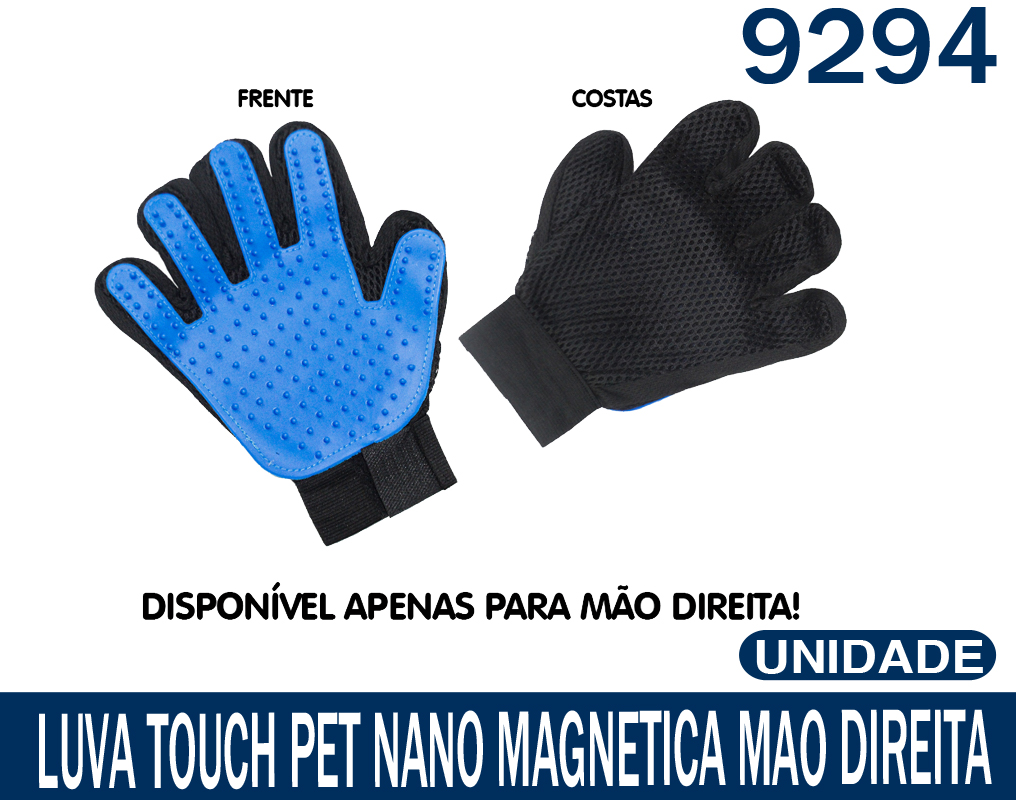 9294
FRENTE
COSTAS
DISPONÍVEL APENAS PARA MÃO DIREITA!
UNIDADE
LUVA TOUCH PET NANO MAGNETICA MAO DIREITA